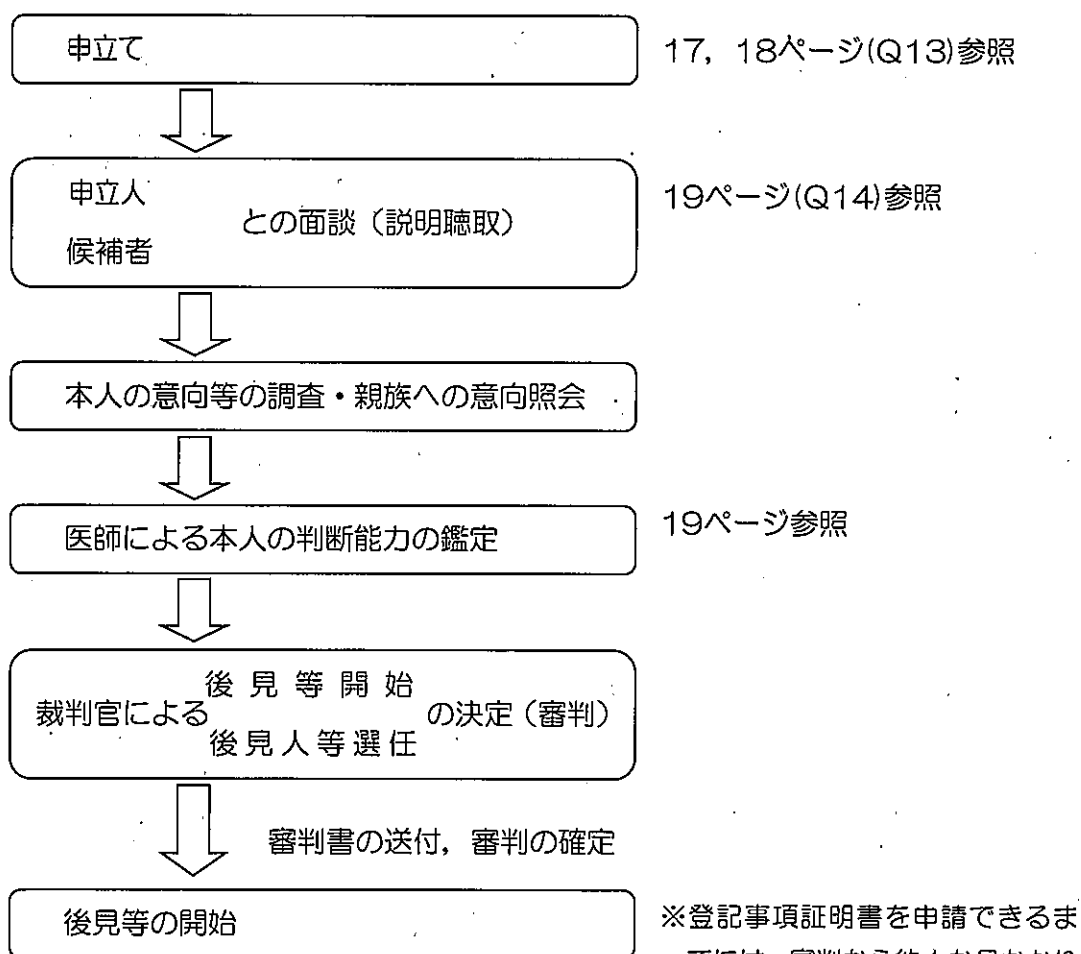 申立て
17，18ページ(Q13)参照
申立人
候補者
との面談（説明聴取）
19ページ(Q14)参照
本人の意向等の調査・親族への意向照会
医師による本人の判断能力の鑑定
19ページ参照
裁判官による
後見等開始
後見人等選任
の決定（審判）
審判書の送付，審判の確定
後見等の開始
※登記事項証明書を申請できるま